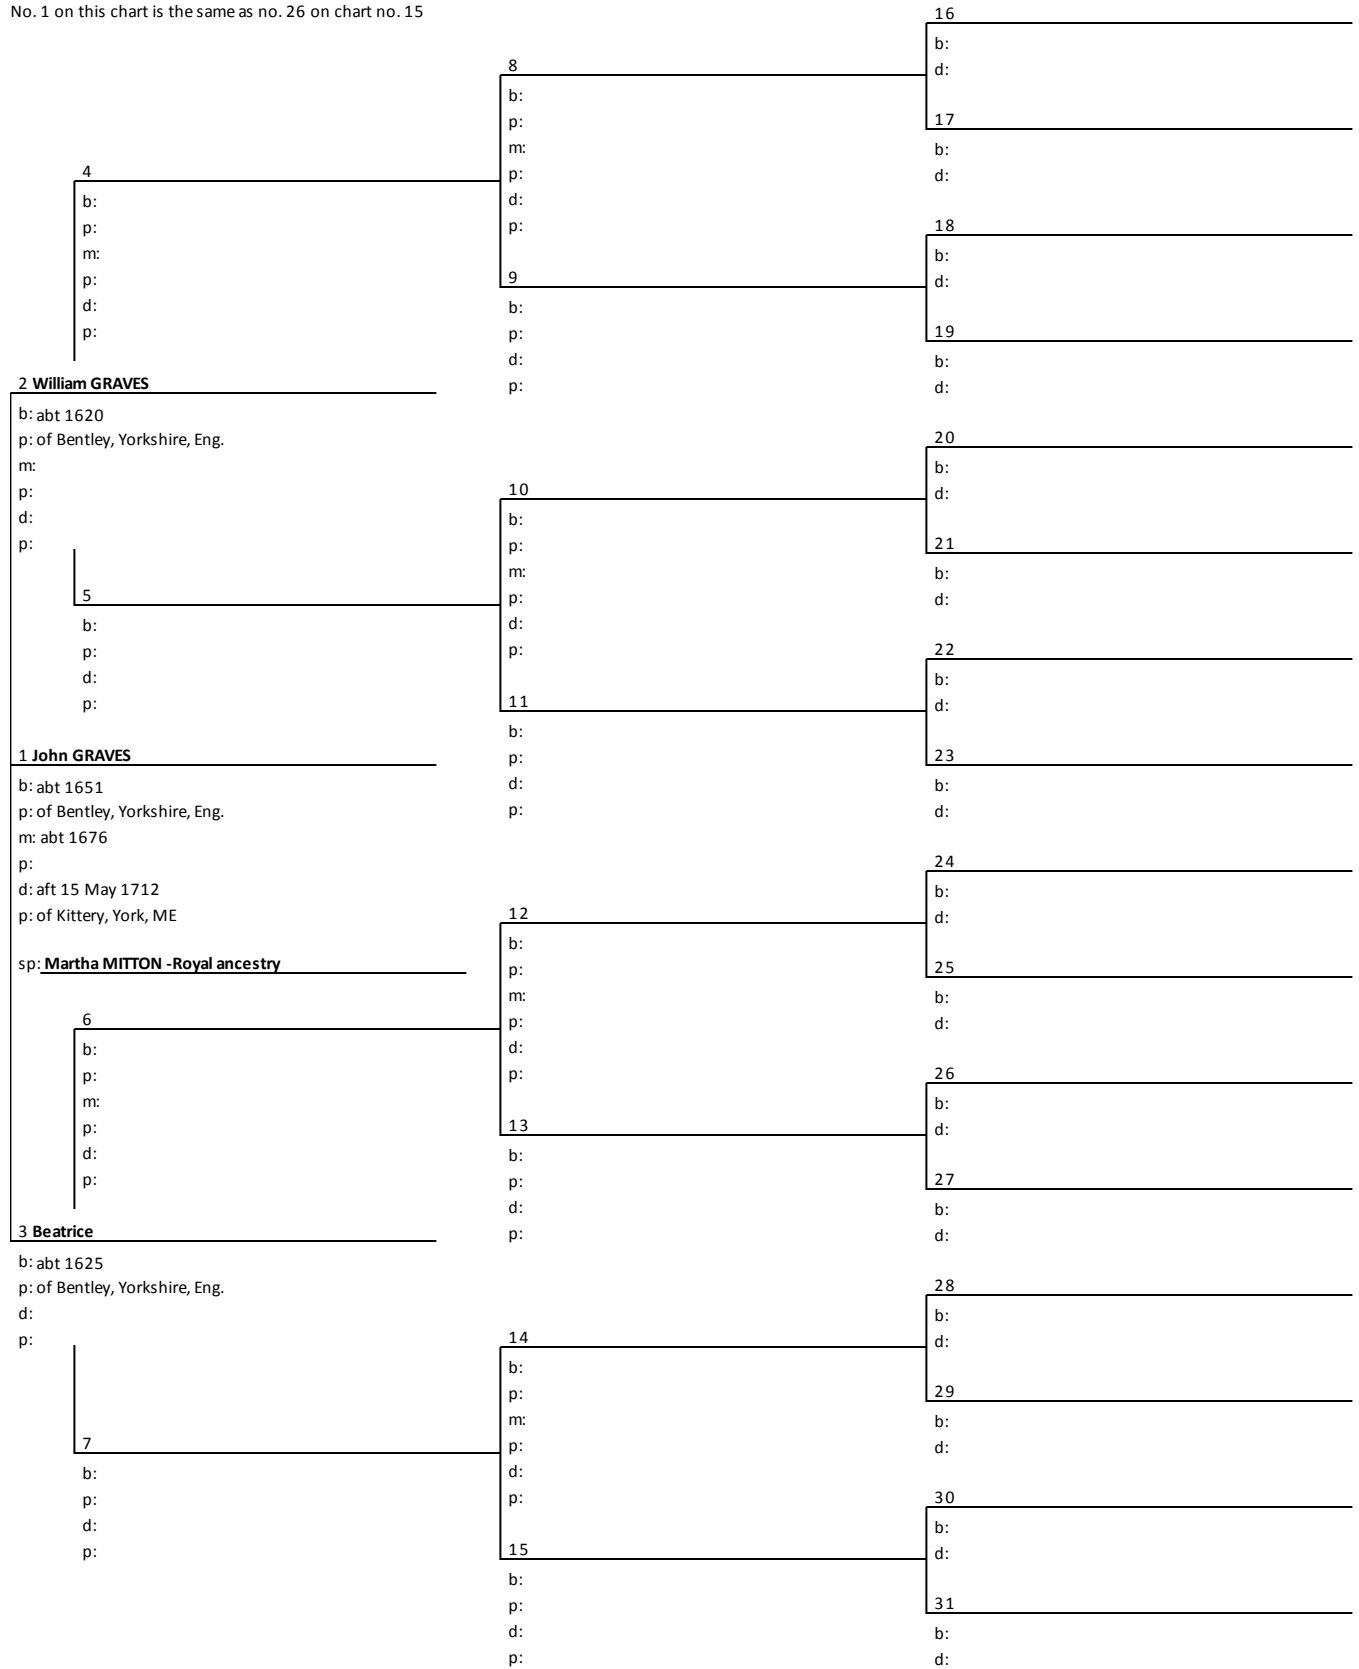 No. 1 on this chart is the same as no. 26 on chart no. 15
4
b:
p:
m:
p:
d:
p:
2 William GRAVES
b: abt 1620
p: of Bentley, Yorkshire, Eng.
m:
p:
d:
p:
5
b:
p:
d:
p:
1 John GRAVES
b: abt 1651
p: of Bentley, Yorkshire, Eng.
m: abt 1676
p:
d: aft 15 May 1712
p: of Kittery, York, ME
sp: Martha MITTON -Royal ancestry
6
b:
p:
m:
p:
d:
p:
3 Beatrice
b: abt 1625
p: of Bentley, Yorkshire, Eng.
d:
p:
7
b:
p:
d:
p:
8
b:
p:
m:
p:
d:
p:
9
b:
p:
d:
p:
10
b:
p:
m:
p:
d:
p:
11
b:
p:
d:
p:
12
b:
p:
m:
p:
d:
p:
13
b:
p:
d:
p:
14
b:
p:
m:
p:
d:
p:
15
b:
p:
d:
p:
16
b:
d:
17
b:
d:
18
b:
d:
19
b:
d:
20
b:
d:
21
b:
d:
22
b:
d:
23
b:
d:
24
b:
d:
25
b:
d:
26
b:
d:
27
b:
d:
28
b:
d:
29
b:
d:
30
b:
d:
31
b:
d: